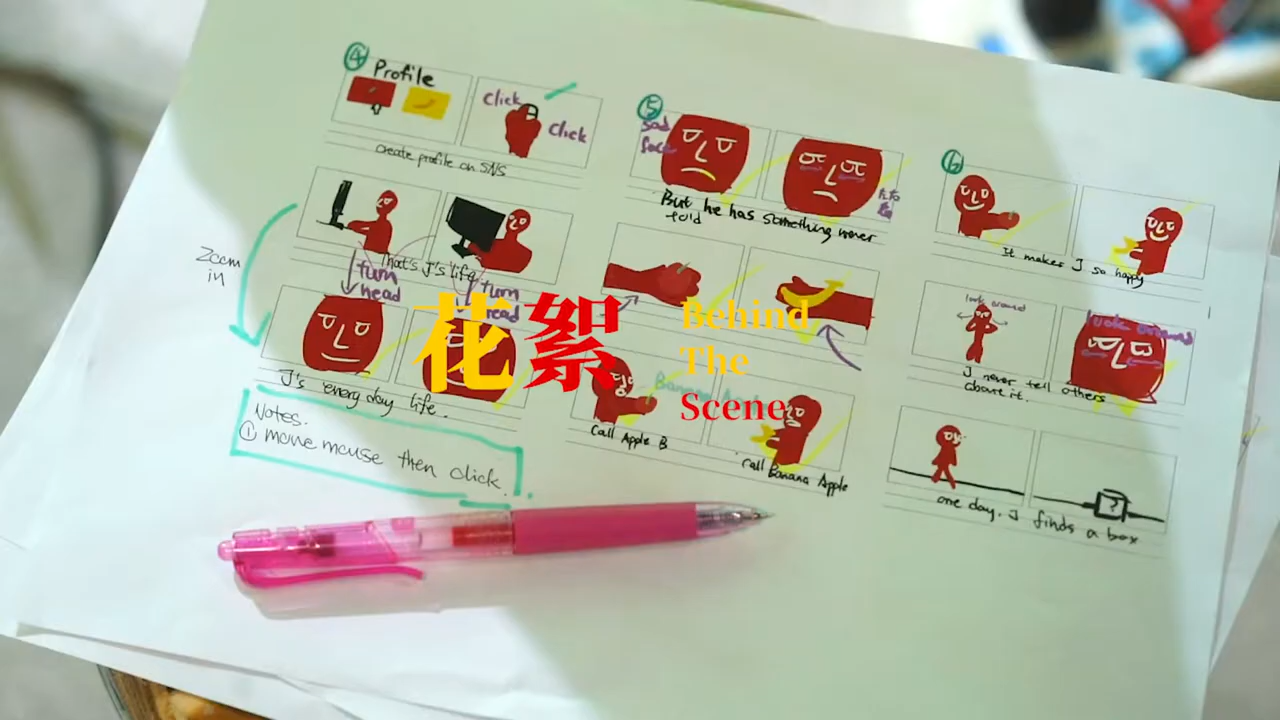 ④ Profile
Click
Click
create profile on SNS
That's J's life
turn head
turn
Zoom in
J's every day life.
Notes.
① move mouse then click.
⑤
sad face
But he has something never told
call Apple B
call Banana Apple
⑥
It makes J so happy
look around
look around
J never tell others about it.
one day, J finds a box
?
花絮
Behind
The
Scene